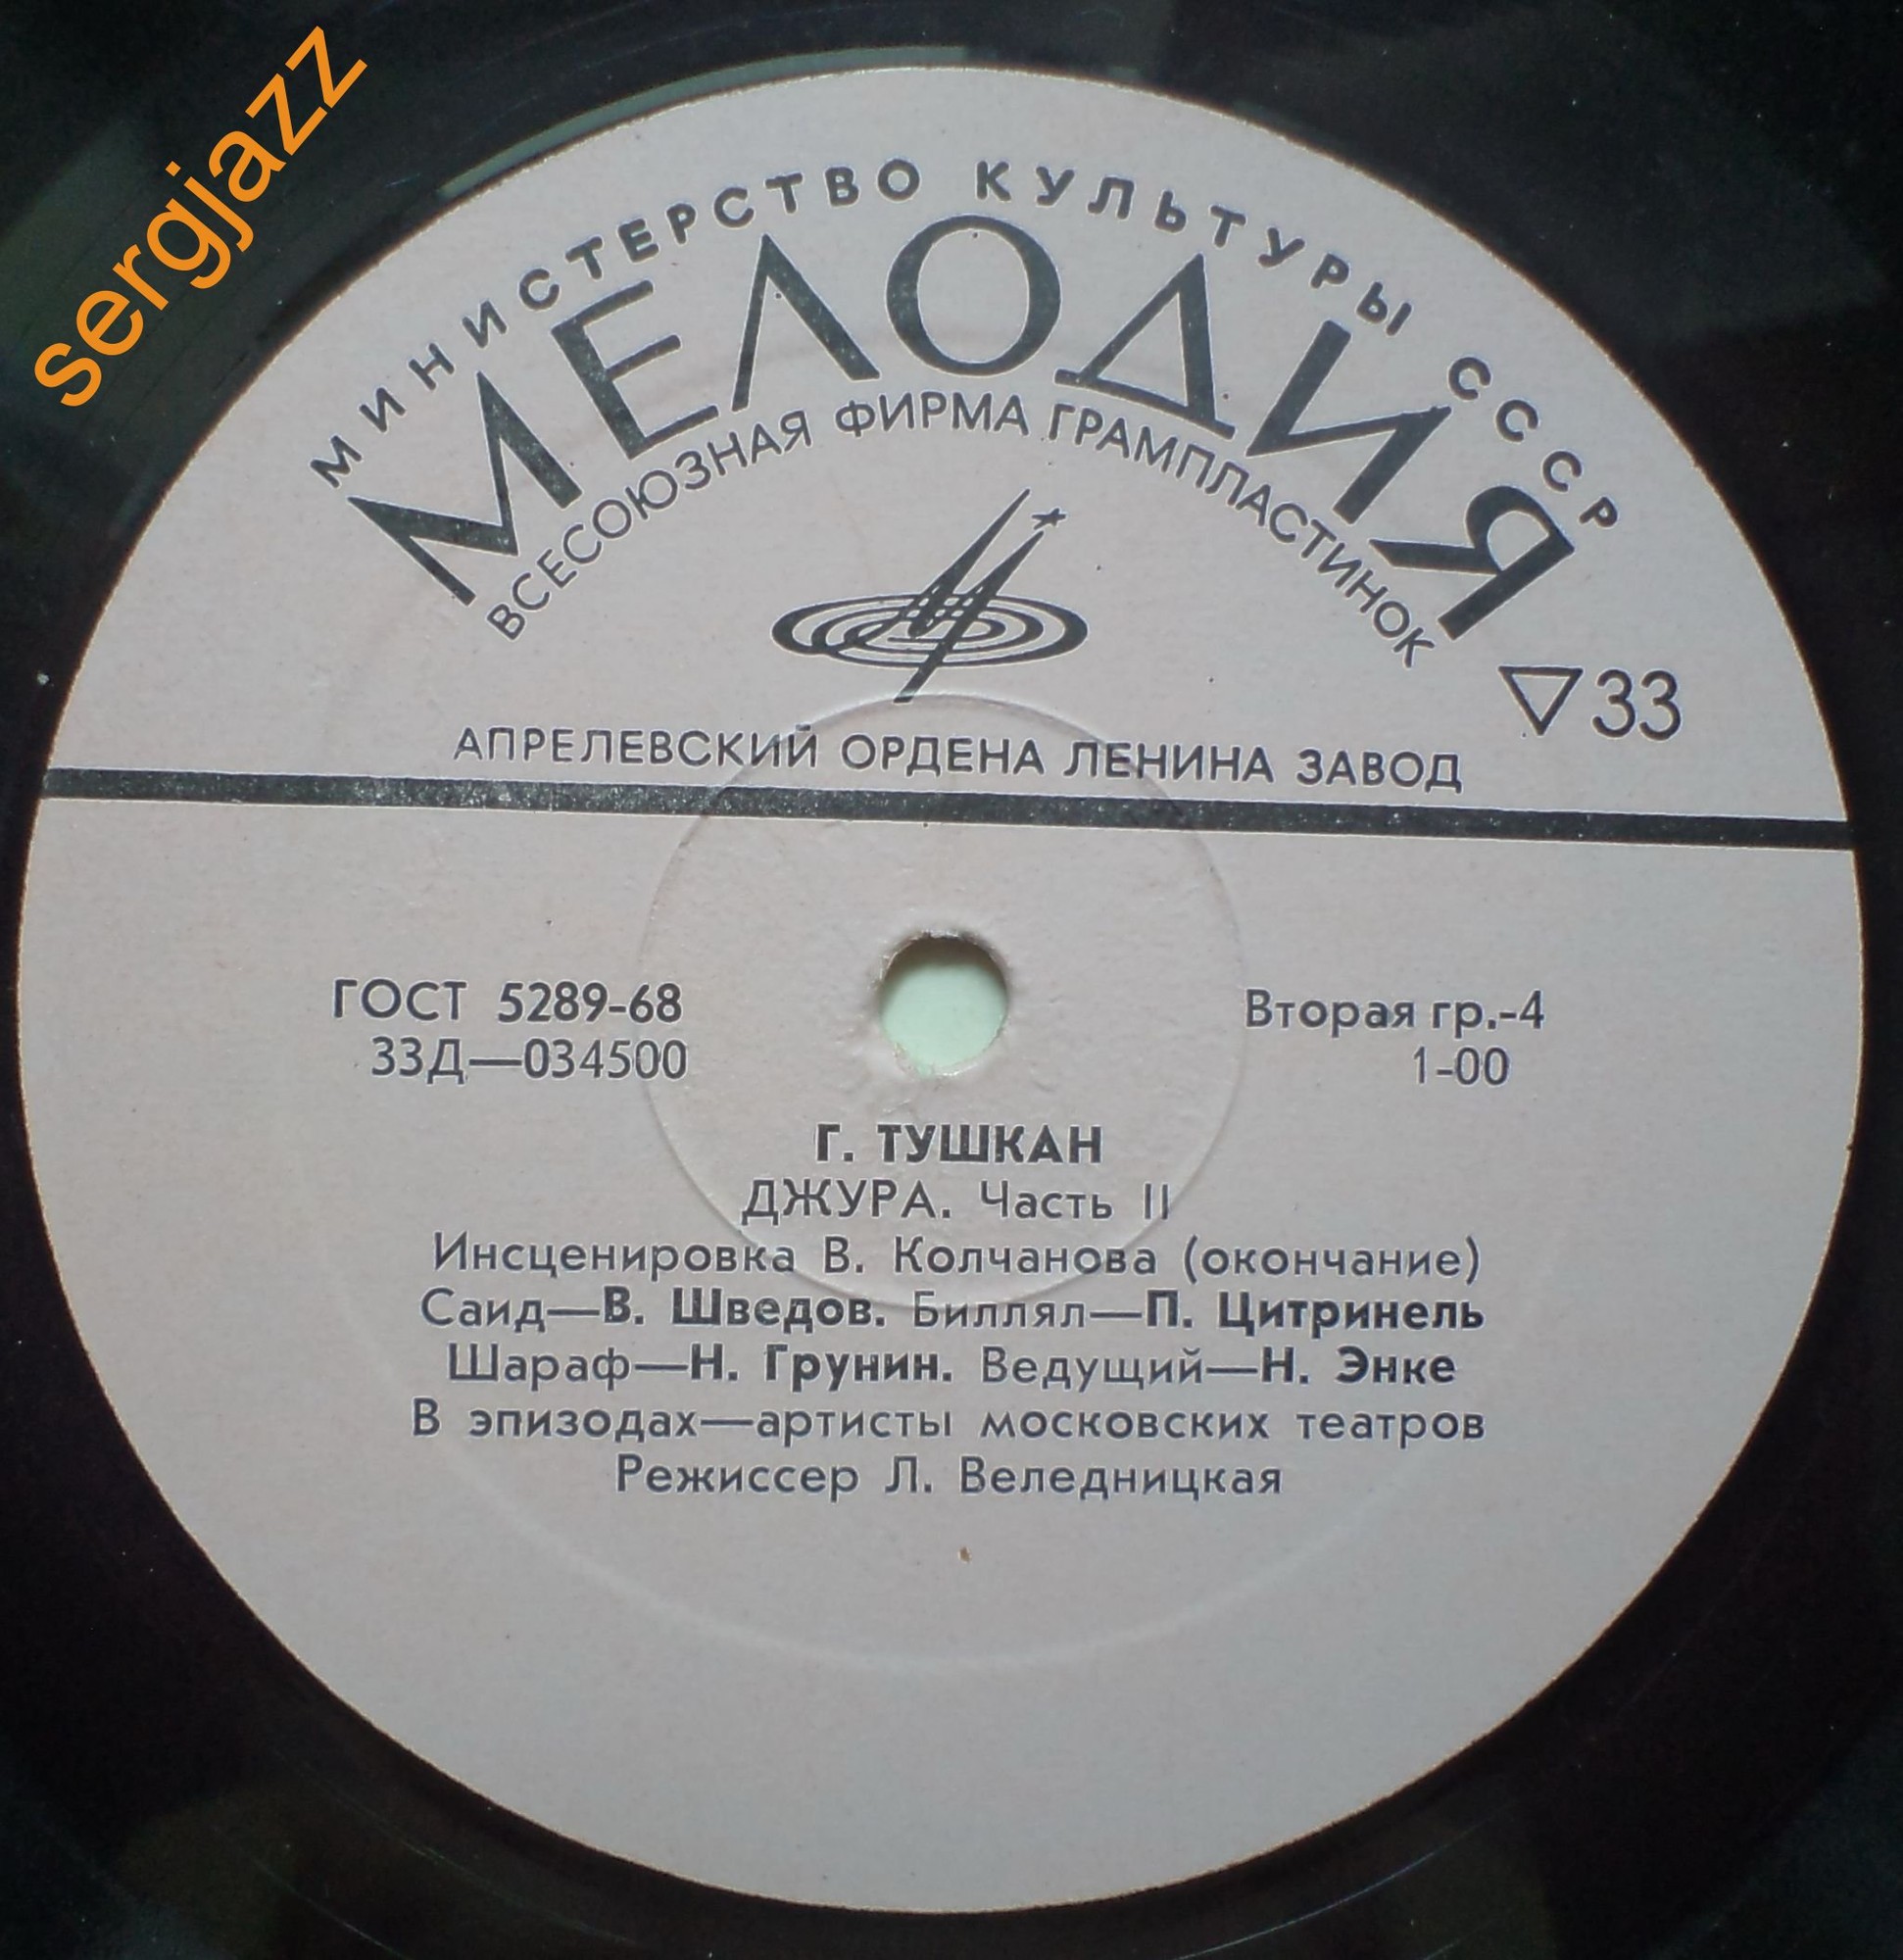 sergjazz
МИНИСТЕРСТВО КУЛЬТУРЫ СССР
МЕЛОДИЯ
ВСЕСОЮЗНАЯ ФИРМА ГРАМПЛАСТИНОК
▽33
АПРЕЛЕВСКИЙ ОРДЕНА ЛЕНИНА ЗАВОД
ГОСТ 5289-68
Вторая гр.-4
33Д—034500
1-00
Г. ТУШКАН
ДЖУРА. Часть II
Инсценировка В. Колчанова (окончание)
Саид—В. Шведов. Биллял—П. Цитринель
Шараф—Н. Грунин. Ведущий—Н. Энке
В эпизодах—артисты московских театров
Режиссер Л. Веледницкая